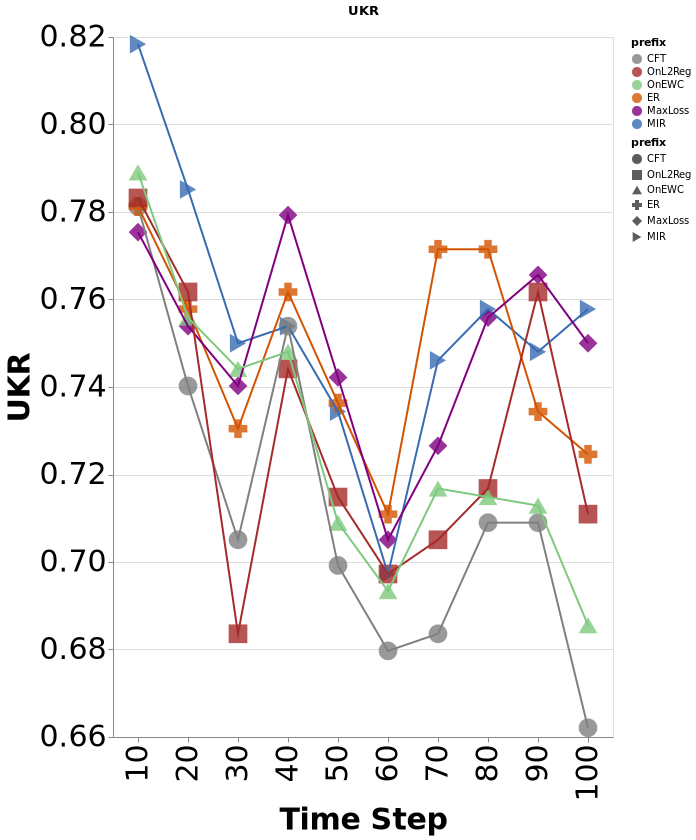 UKR
0.82
0.80
0.78
0.76
0.74
0.72
0.70
0.68
0.66
UKR
10
20
30
40
50
60
70
80
90
100
Time Step
prefix
CFT
OnL2Reg
OnEWC
ER
MaxLoss
MIR
prefix
CFT
OnL2Reg
OnEWC
ER
MaxLoss
MIR